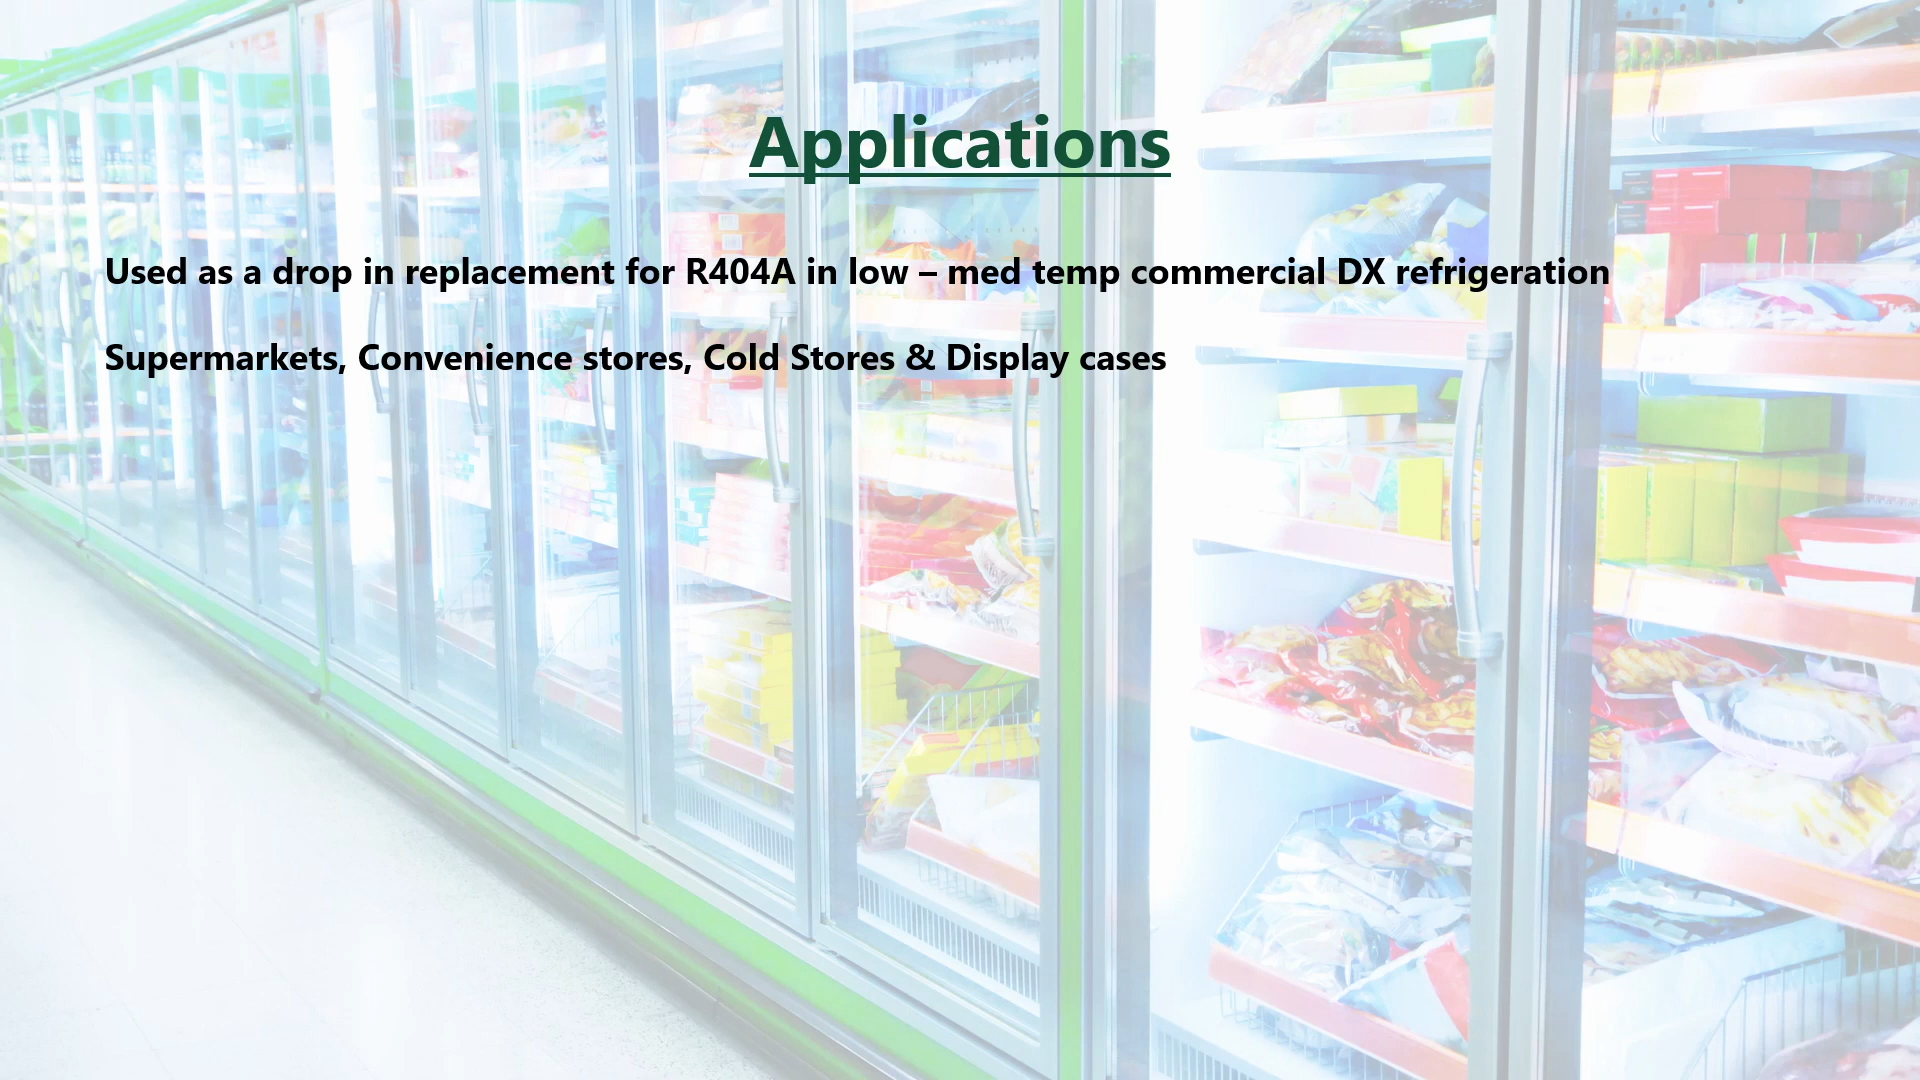 Applications
Used as a drop in replacement for R404A in low – med temp commercial DX refrigeration
Supermarkets, Convenience stores, Cold Stores & Display cases